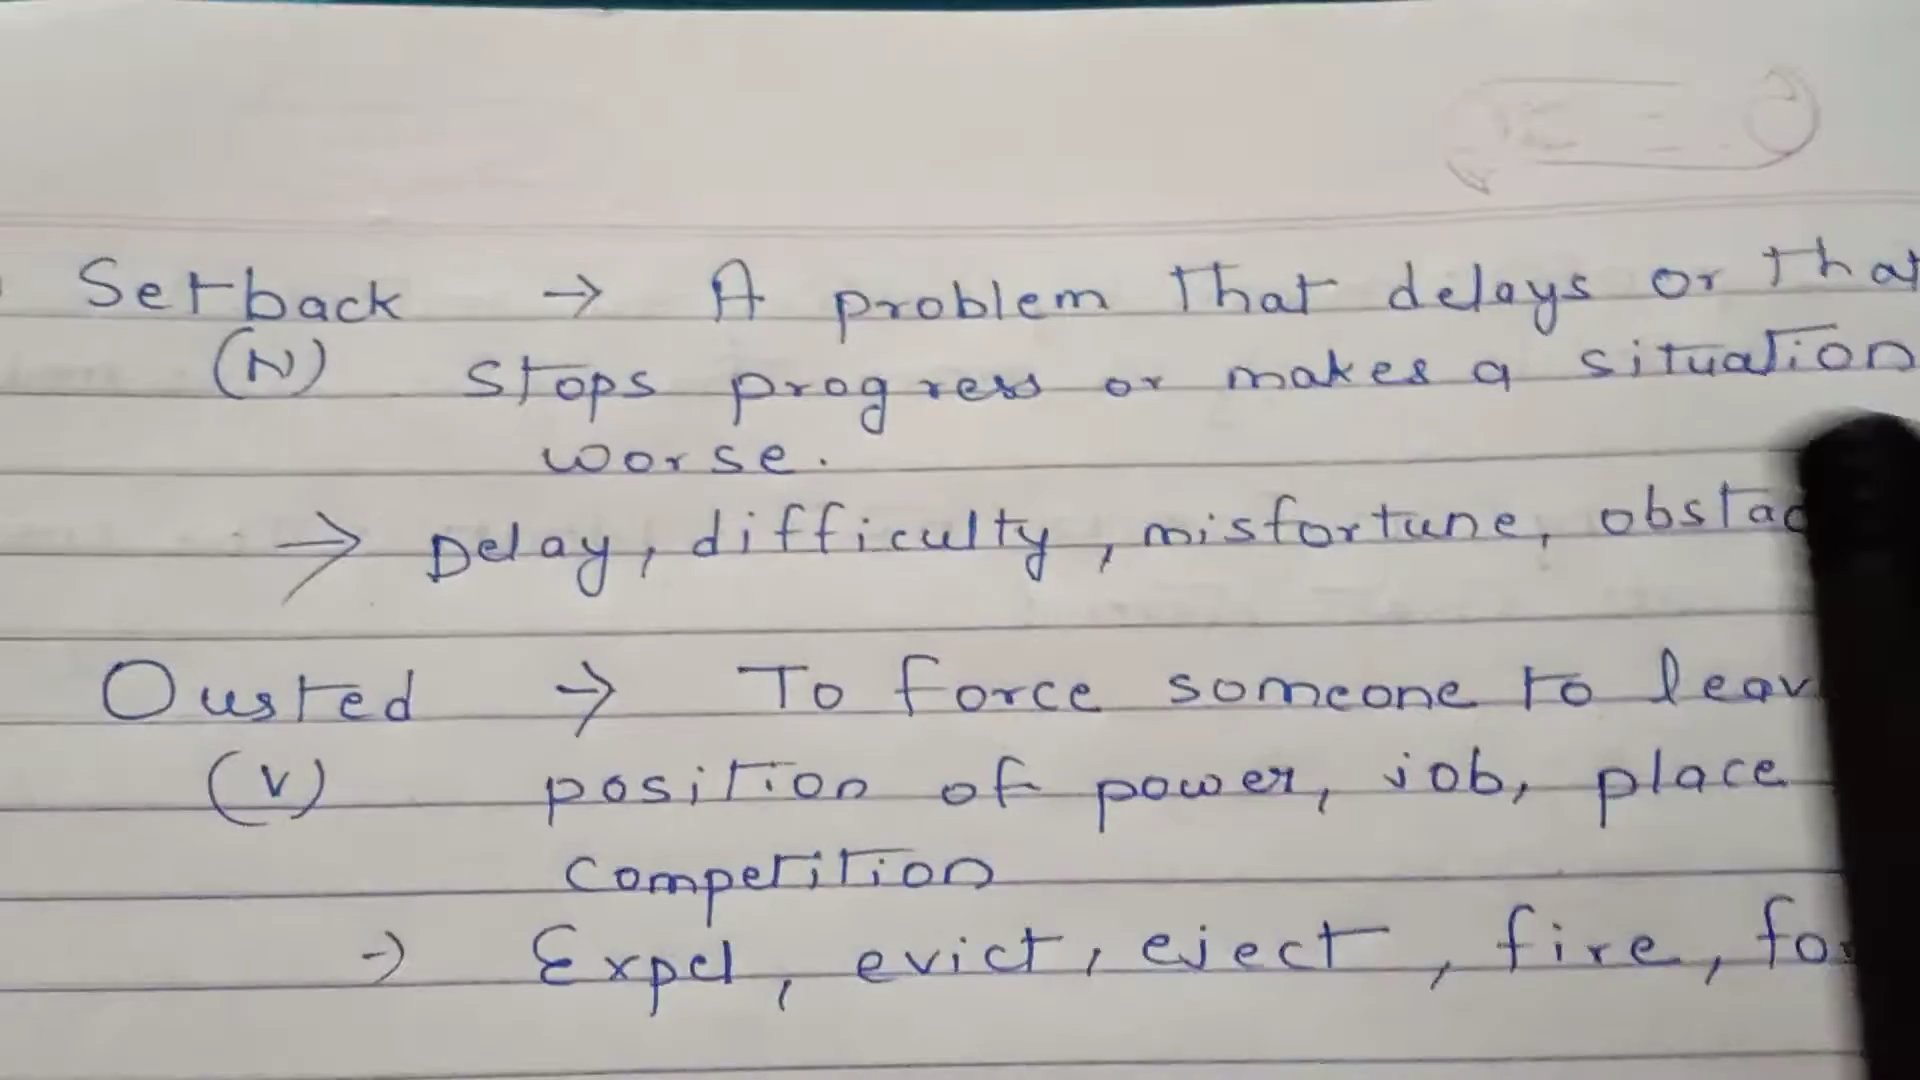 Setback → A problem that delays or that
(N) stops progress or makes a situation
worse.
→ Delay, difficulty, misfortune,
Ousted → To force someone to
(V) position of power, job, place
competition
→ Expel, evict, eject, fire,